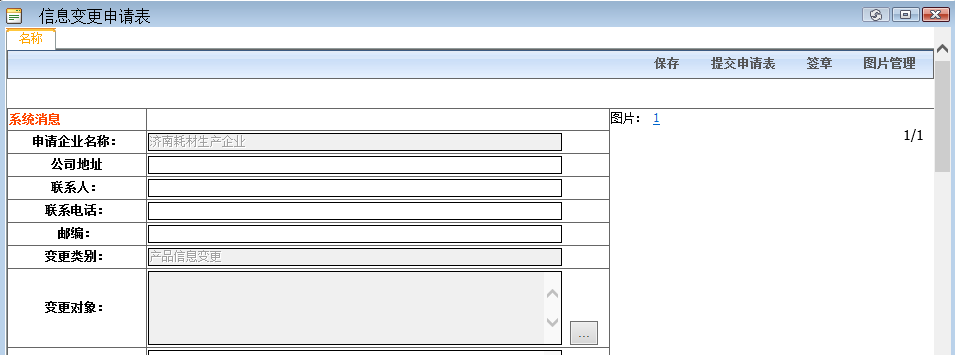 信息变更申请表
名称
保存 提交申请表 签章 图片管理
系统消息
图片： 1
1/1
申请企业名称：
济南耗材生产企业
公司地址
联系人：
联系电话：
邮编：
变更类别：
产品信息变更
变更对象：
...